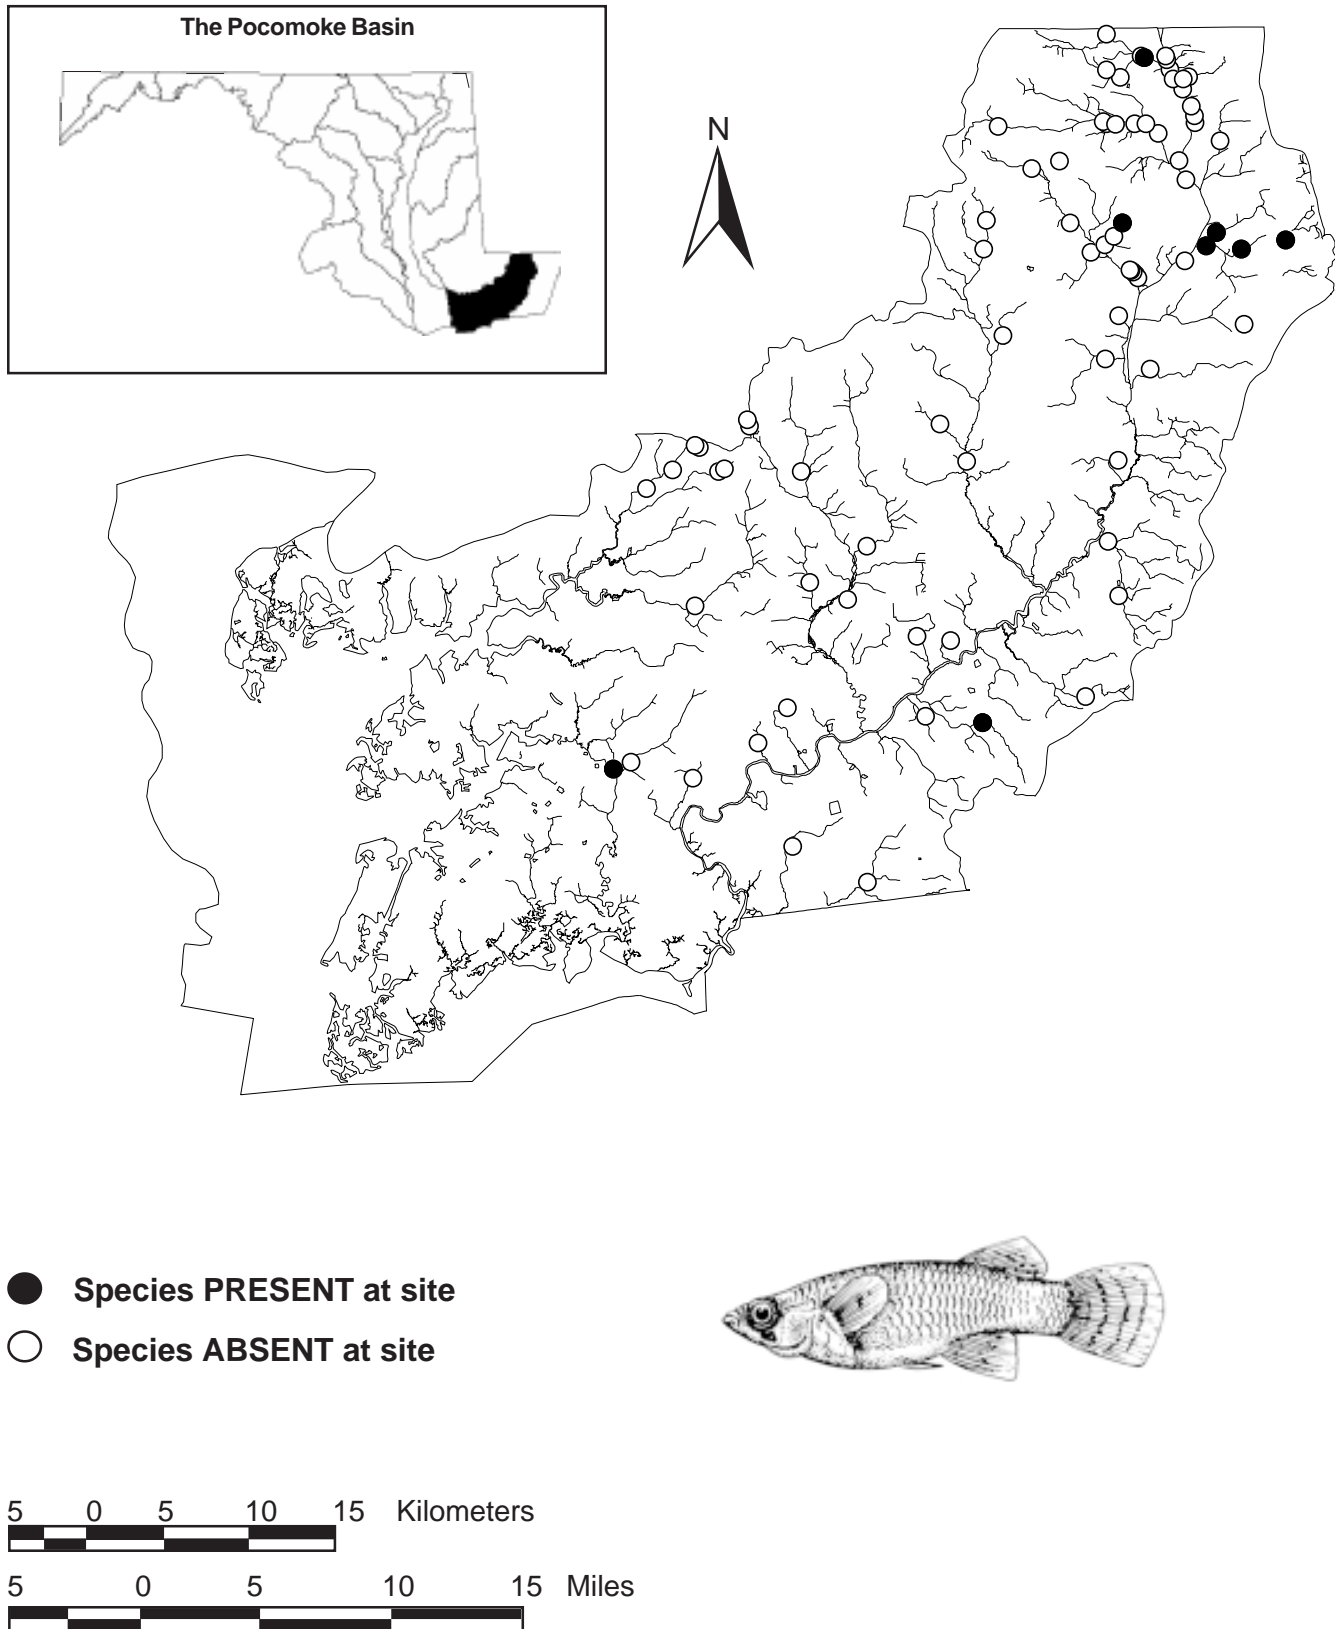 The Pocomoke Basin
N
Species PRESENT at site
Species ABSENT at site
5 0 5 10 15 Kilometers
5 0 5 10 15 Miles